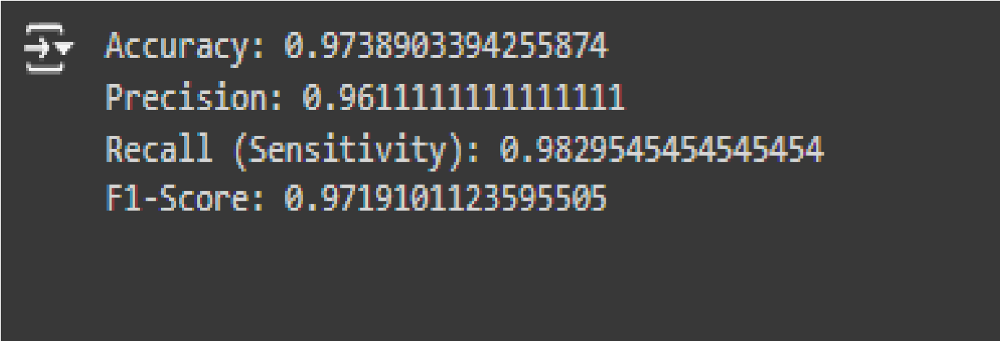 Accuracy: 0.9738903394255874
Precision: 0.9611111111111111
Recall (Sensitivity): 0.9829545454545454
F1-Score: 0.9719101123595505